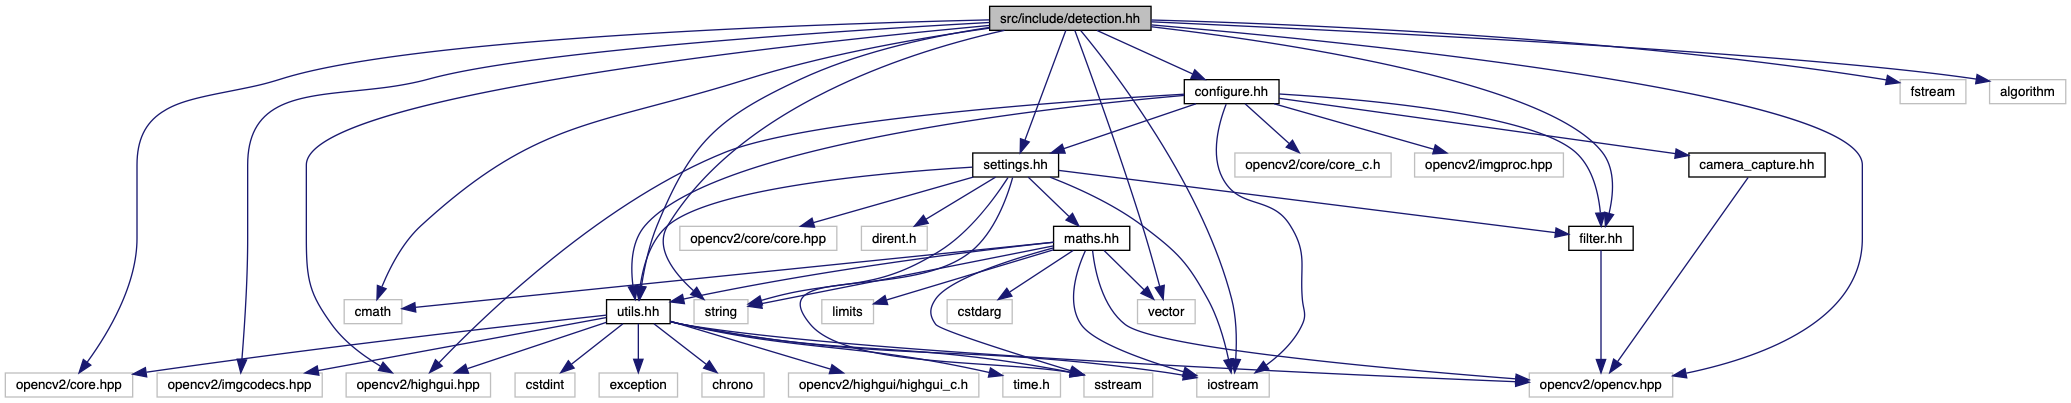 src/include/detection.hh
configure.hh
fstream
algorithm
settings.hh
opencv2/core/core_c.h
opencv2/imgproc.hpp
camera_capture.hh
opencv2/core/core.hpp
dirent.h
maths.hh
filter.hh
cmath
utils.hh
string
limits
cstdarg
vector
opencv2/core.hpp
opencv2/imgcodecs.hpp
opencv2/highgui.hpp
cstdint
exception
chrono
opencv2/highgui/highgui_c.h
time.h
sstream
iostream
opencv2/opencv.hpp